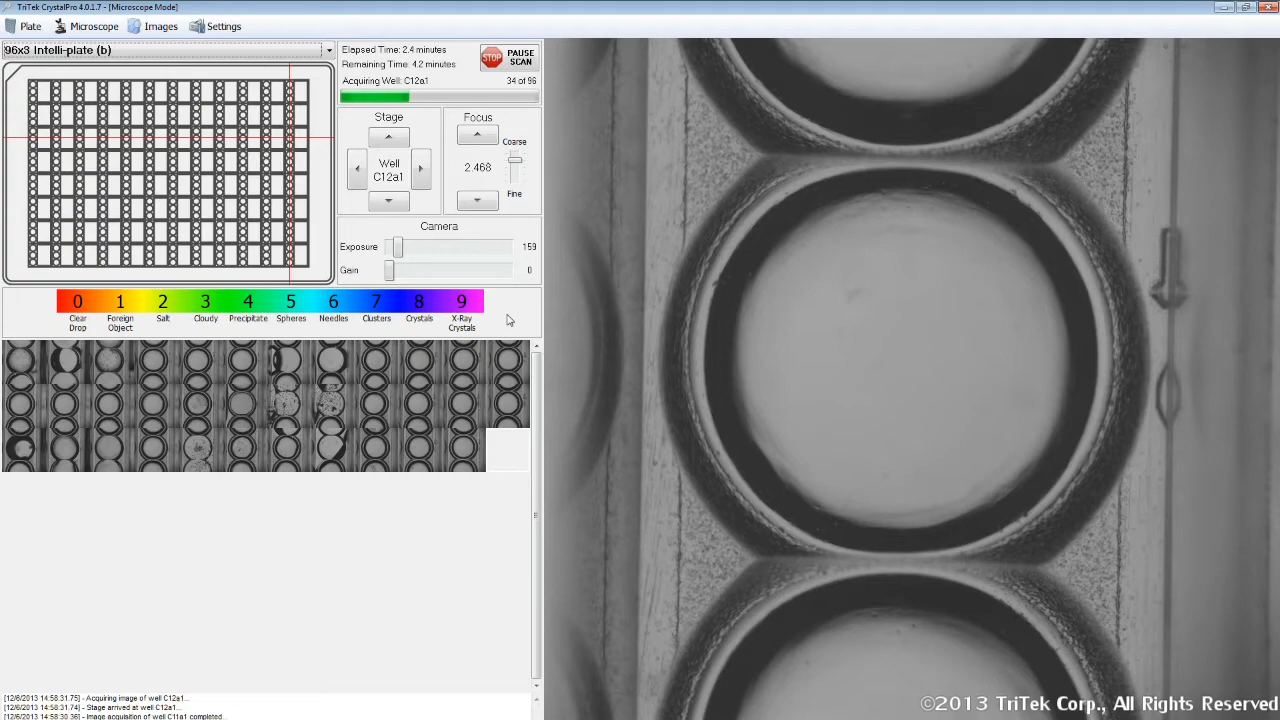 TriTek CrystalPro 4.0.1.7 - [Microscope Mode]
Plate Microscope Images Settings
96x3 Intelli-plate (b)
Elapsed Time: 2.4 minutes
Remaining Time: 4.2 minutes
STOP PAUSE SCAN
Acquiring Well: C12a1 34 of 96
Stage
Well
C12a1
Focus
Coarse
2.468
Fine
Camera
Exposure 159
Gain 0
0 1 2 3 4 5 6 7 8 9
Clear Drop Foreign Object Salt Cloudy Precipitate Spheres Needles Clusters Crystals X-Ray Crystals
[12/6/2013 14:58:31.75] - Acquiring image of well C12a1...
[12/6/2013 14:58:31.74] - Stage arrived at well C12a1...
[12/6/2013 14:58:30.36] - Image acquisition of well C11a1 completed...
©2013 TriTek Corp., All Rights Reserved